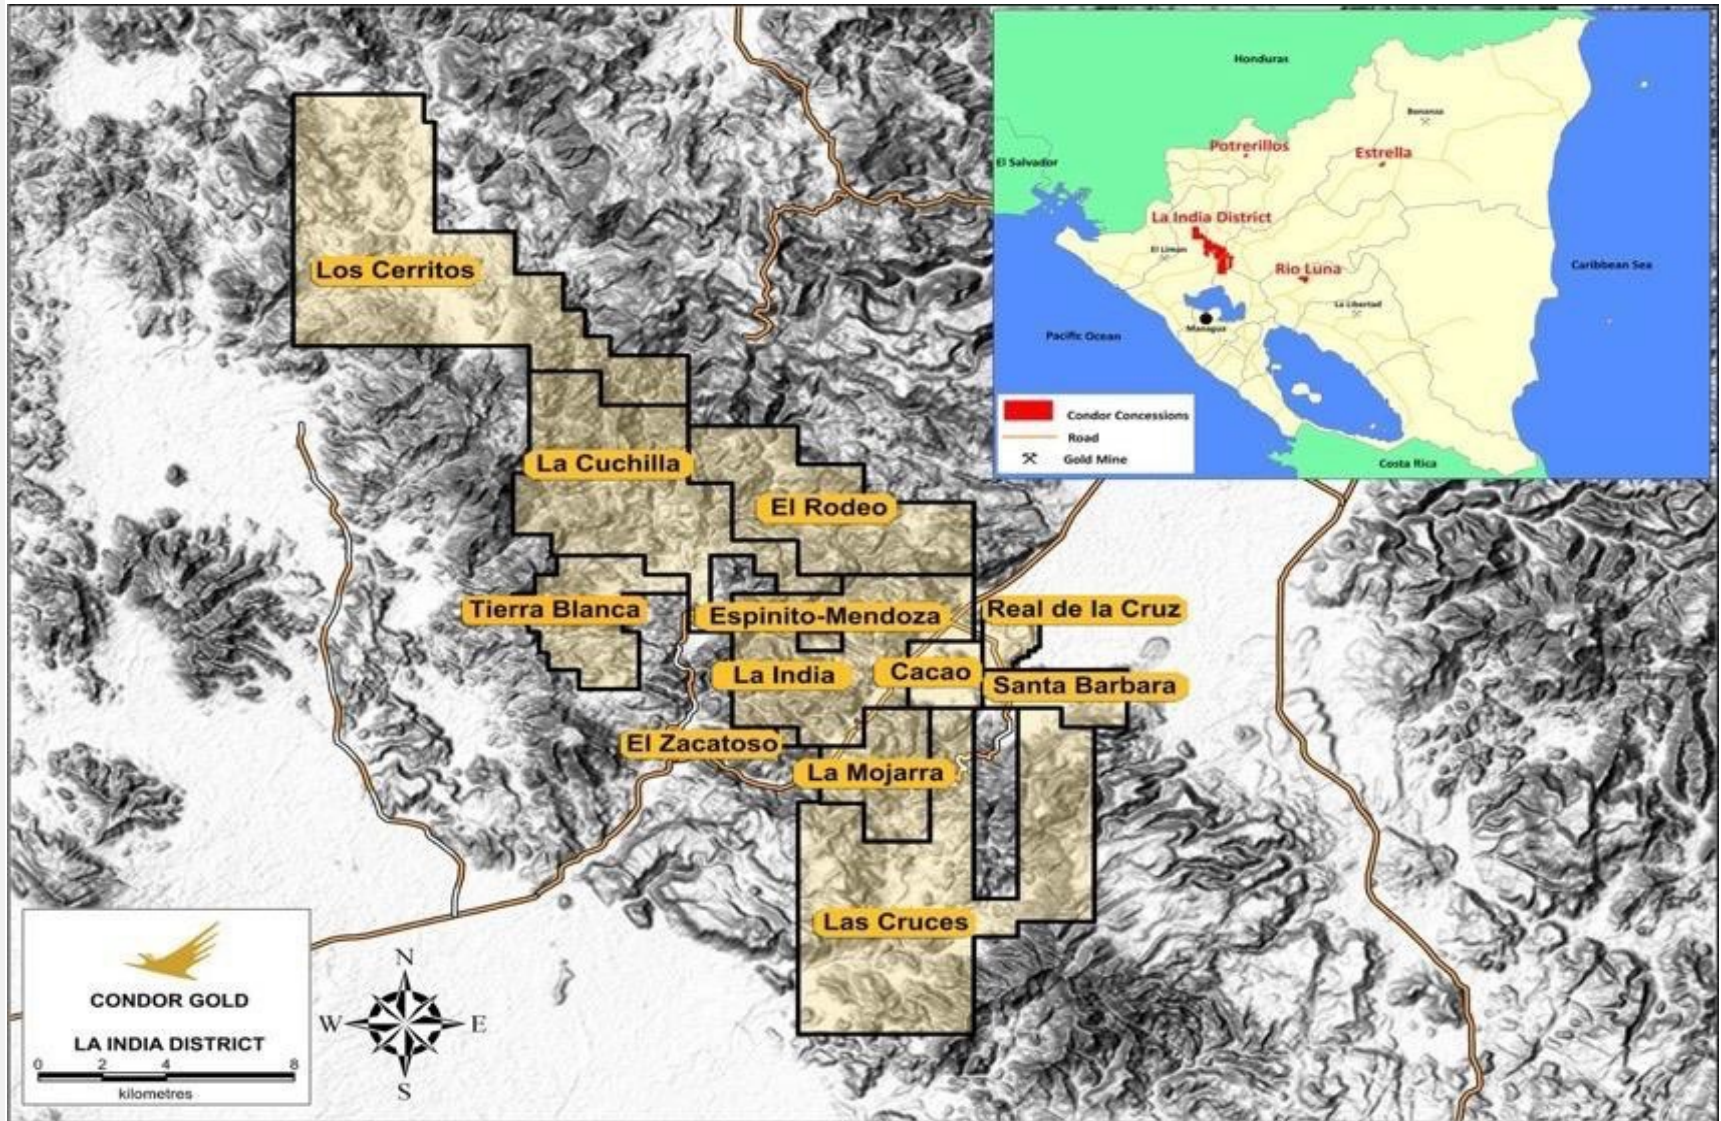 Honduras
Bonanza
Potrerillos
Estrella
El Salvador
La India District
El Limon
Rio Luna
Caribbean Sea
La Libertad
Managua
Pacific Ocean
Condor Concessions
Road
Gold Mine
Costa Rica
Los Cerritos
La Cuchilla
El Rodeo
Tierra Blanca
Espinito-Mendoza
Real de la Cruz
La India
Cacao
Santa Barbara
El Zacatoso
La Mojarra
Las Cruces
CONDOR GOLD
LA INDIA DISTRICT
0 2 4 8
kilometres
N
W E
S